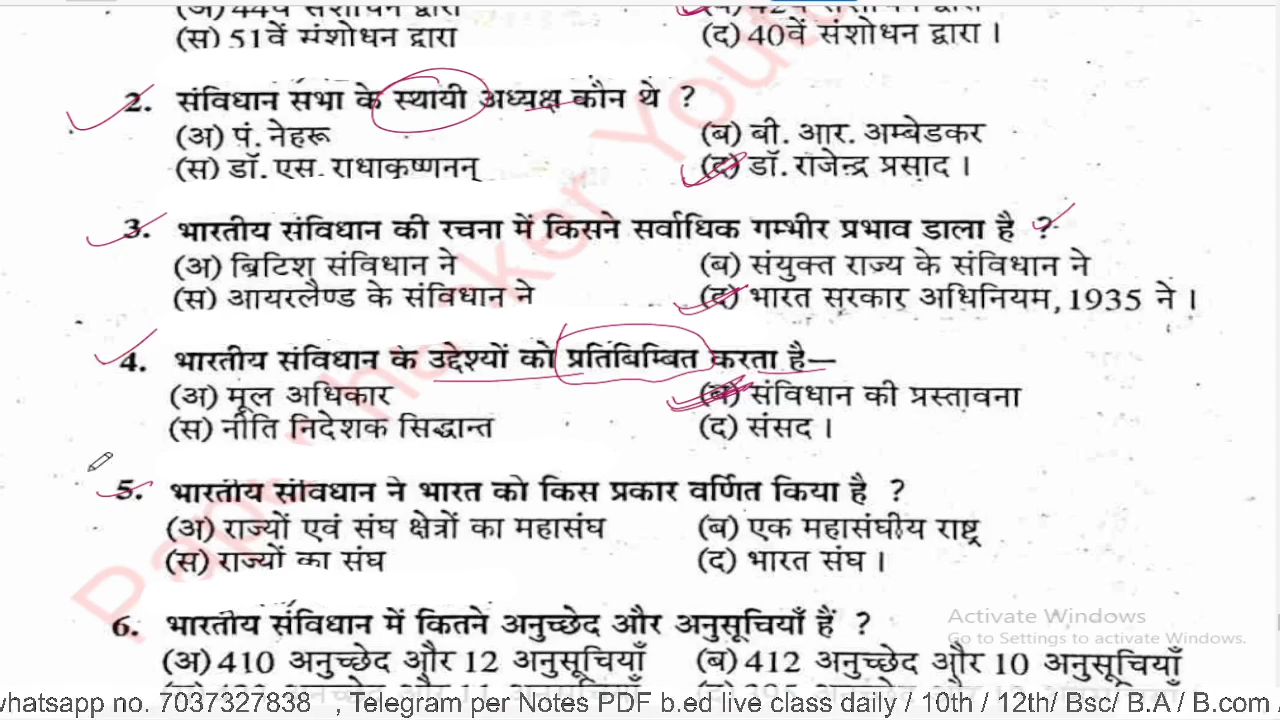 (स) 51वें संशोधन द्वारा (द) 40वें संशोधन द्वारा ।
2. संविधान सभा के स्थायी अध्यक्ष कौन थे ?
(अ) पं. नेहरू (ब) बी. आर. अम्बेडकर
(स) डॉ. एस. राधाकृष्णनन् (द) डॉ. राजेन्द्र प्रसाद ।
3. भारतीय संविधान की रचना में किसने सर्वाधिक गम्भीर प्रभाव डाला है ?
(अ) ब्रिटिश संविधान ने (ब) संयुक्त राज्य के संविधान ने
(स) आयरलैण्ड के संविधान ने (द) भारत सरकार अधिनियम, 1935 ने ।
4. भारतीय संविधान के उद्देश्यों को प्रतिबिम्बित करता है—
(अ) मूल अधिकार (ब) संविधान की प्रस्तावना
(स) नीति निदेशक सिद्धान्त (द) संसद ।
5. भारतीय संविधान ने भारत को किस प्रकार वर्णित किया है ?
(अ) राज्यों एवं संघ क्षेत्रों का महासंघ (ब) एक महासंघीय राष्ट्र
(स) राज्यों का संघ (द) भारत संघ ।
6. भारतीय संविधान में कितने अनुच्छेद और अनुसूचियाँ हैं ?
(अ) 410 अनुच्छेद और 12 अनुसूचियाँ (ब) 412 अनुच्छेद और 10 अनुसूचियाँ
Activate Windows
Go to Settings to activate Windows.
whatsapp no. 7037327838 , Telegram per Notes PDF b.ed live class daily / 10th / 12th/ Bsc/ B.A / B.com /